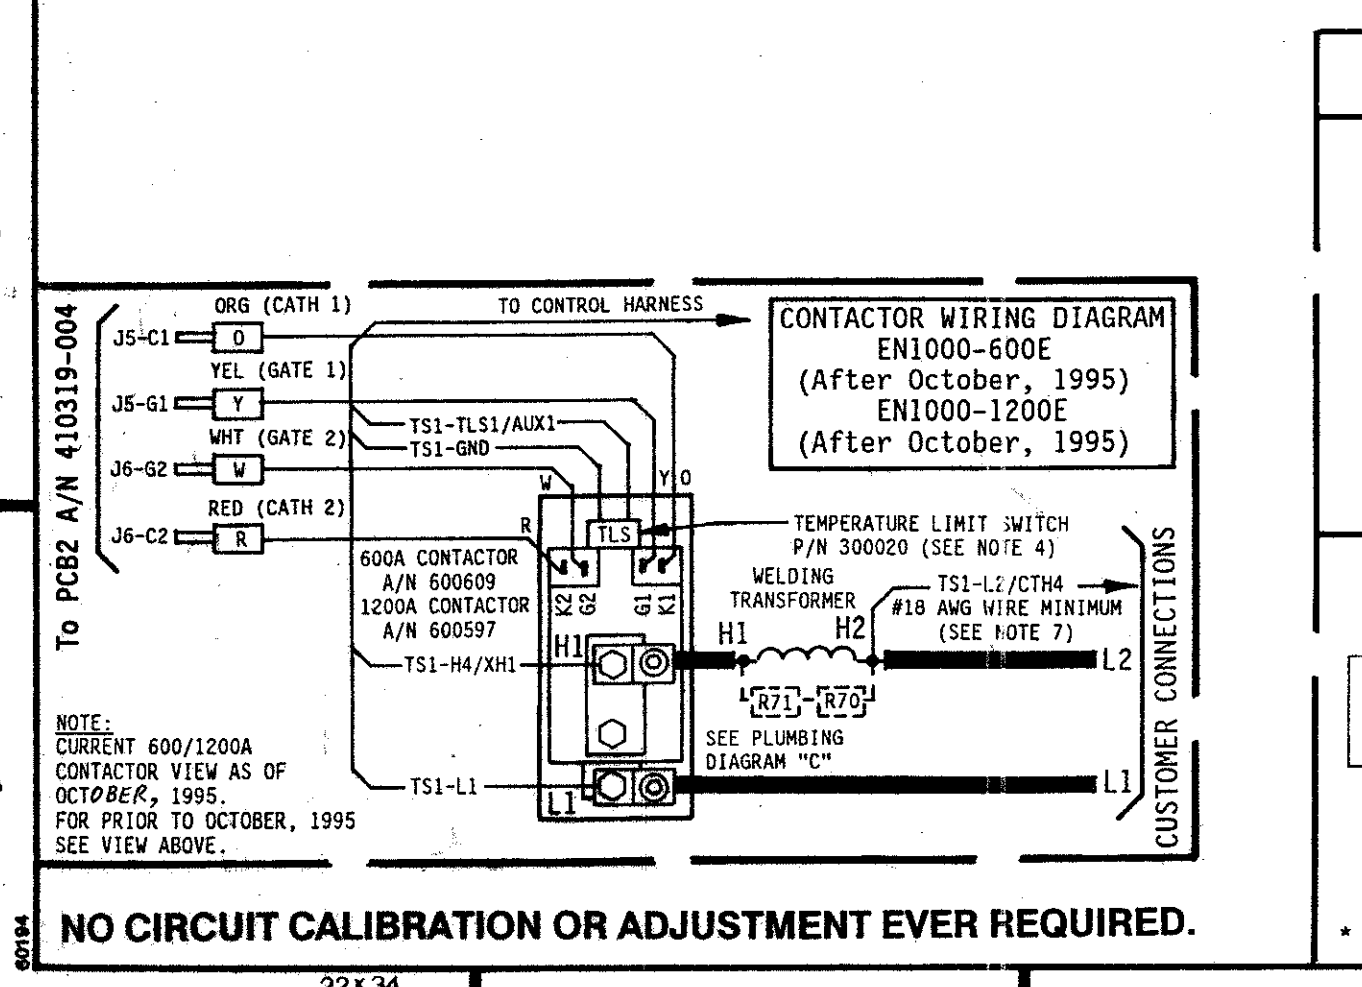 To PCB2 A/N 410319-004
ORG (CATH 1)
J5-C1
O
YEL (GATE 1)
J5-G1
Y
WHT (GATE 2)
J6-G2
W
RED (CATH 2)
J6-C2
R
TO CONTROL HARNESS
TS1-TLS1/AUX1
TS1-GND
W
Y O
R
TLS
600A CONTACTOR
A/N 600609
1200A CONTACTOR
A/N 600597
K2
G2
G1
K1
H1
TS1-H4/XH1
TS1-L1
L1
CONTACTOR WIRING DIAGRAM
EN1000-600E
(After October, 1995)
EN1000-1200E
(After October, 1995)
TEMPERATURE LIMIT SWITCH
P/N 300020 (SEE NOTE 4)
WELDING
TRANSFORMER
TS1-L2/CTH4
#18 AWG WIRE MINIMUM
(SEE NOTE 7)
H1
H2
L2
R71
R70
SEE PLUMBING
DIAGRAM "C"
L1
CUSTOMER CONNECTIONS
NOTE:
CURRENT 600/1200A
CONTACTOR VIEW AS OF
OCTOBER, 1995.
FOR PRIOR TO OCTOBER, 1995
SEE VIEW ABOVE.
NO CIRCUIT CALIBRATION OR ADJUSTMENT EVER REQUIRED.
60194
22x34
*